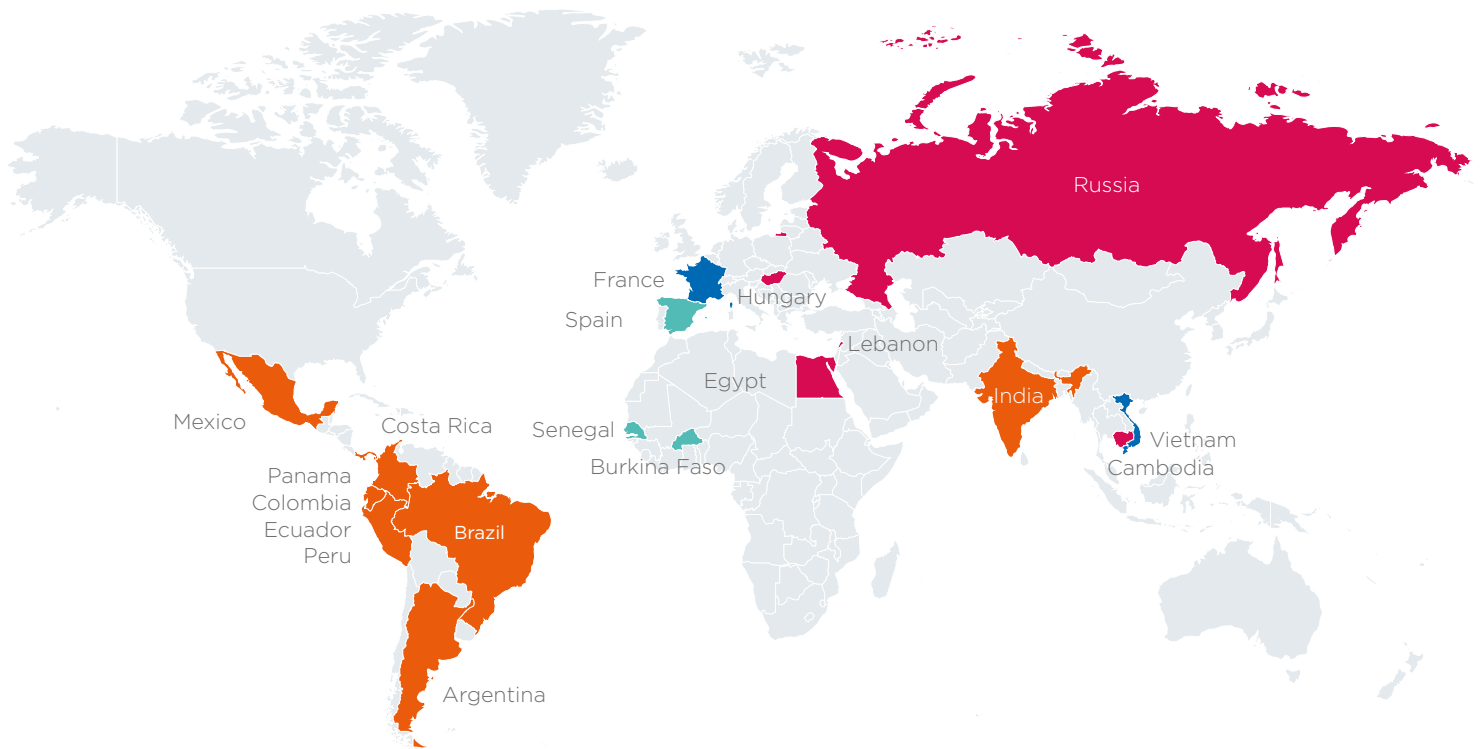 Russia
France
Hungary
Spain
Lebanon
Egypt
India
Mexico
Costa Rica
Senegal
Vietnam
Burkina Faso
Cambodia
Panama
Colombia
Ecuador
Peru
Brazil
Argentina